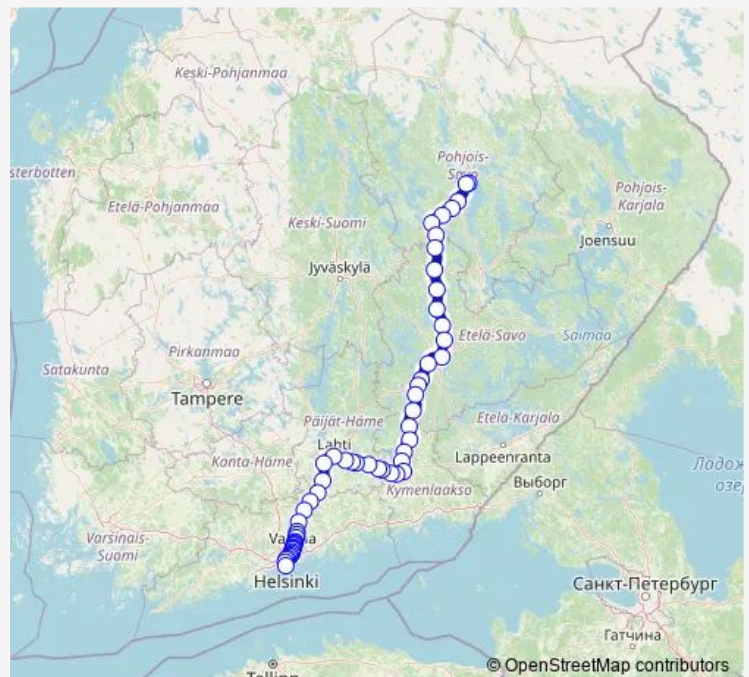 Keski-Pohjanmaa
Pohjois-
Savo
sterbotten
Pohjois-
Karjala
Etelä-Pohjanmaa
Keski-Suomi
Joensuu
Jyväskylä
Etelä-Savo
Saimaa
Pirkanmaa
Satakunta
Tampere
Päijät-Häme
Etelä-Karjala
Lahti
Kanta-Häme
Lappeenranta
Ладож
озер
Kymenlaakso
Выборг
Varsinais-
Suomi
Helsinki
Санкт-Петербург
Гатчина
Tallinn
© OpenStreetMap contributors